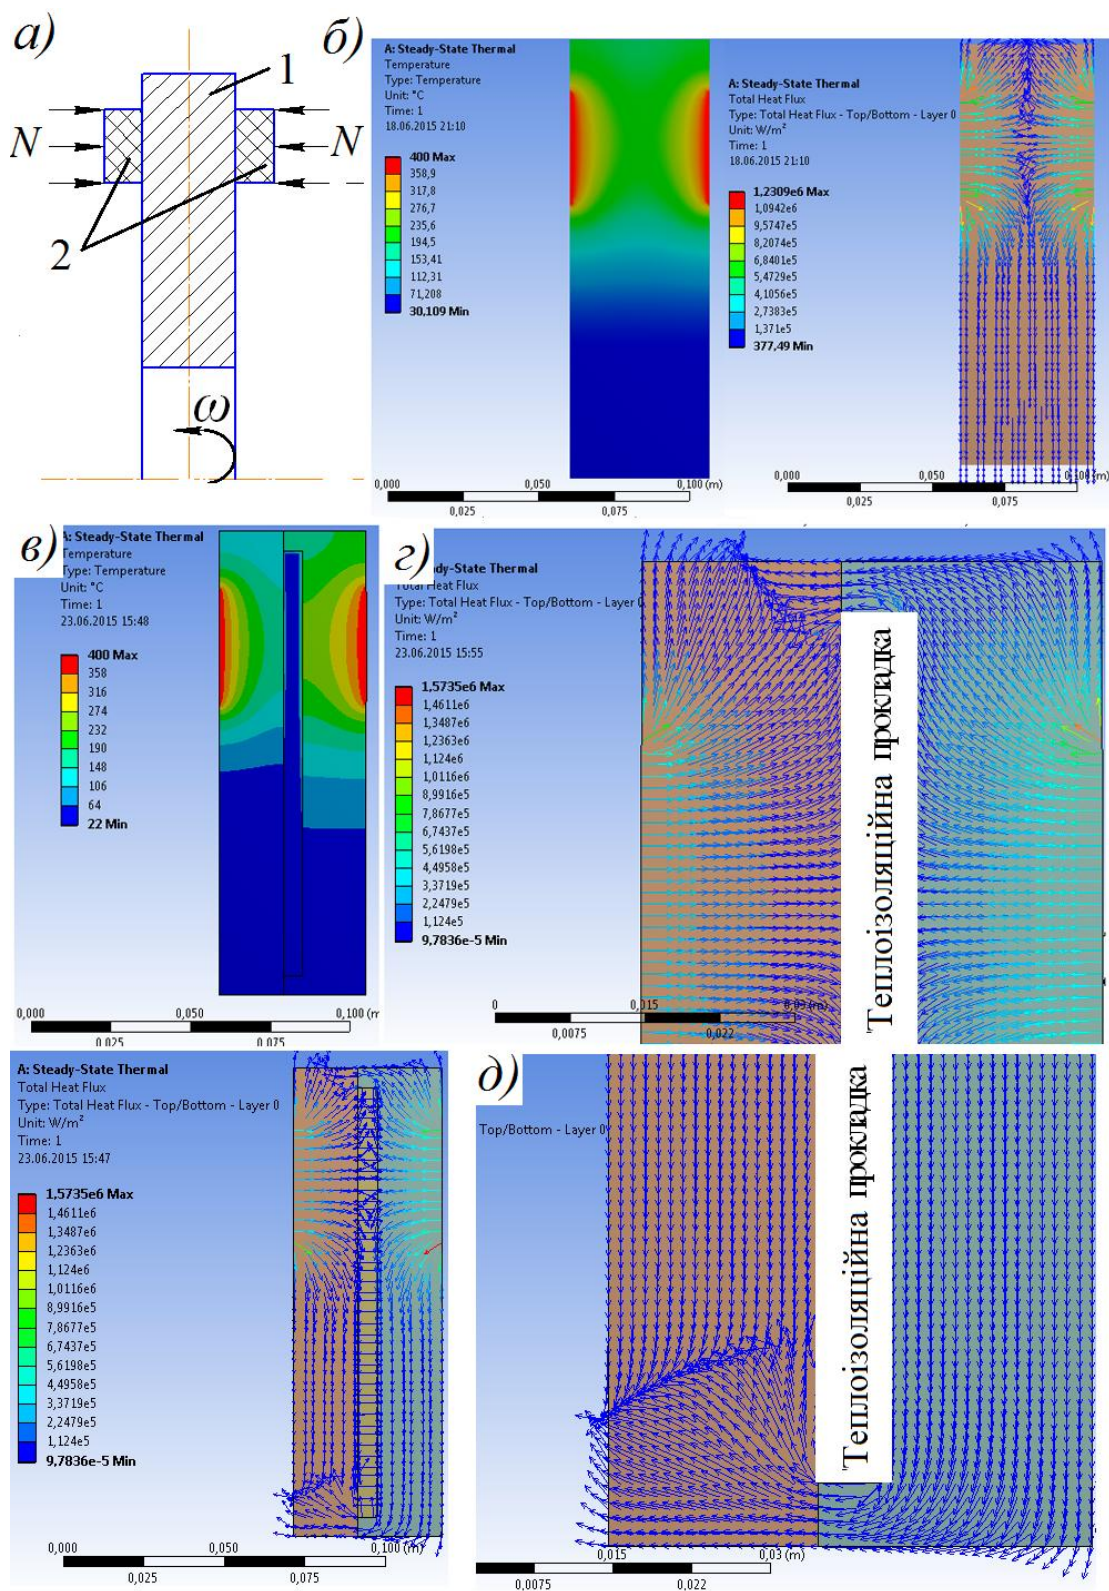 а)
1
N
N
2
ω
б)
A: Steady-State Thermal
Temperature
Type: Temperature
Unit: °C
Time: 1
18.06.2015 21:10
400 Max
358,9
317,8
276,7
235,6
194,5
153,41
112,31
71,208
30,109 Min
0,000
0,050
0,100 (m)
0,025
0,075
A: Steady-State Thermal
Total Heat Flux
Type: Total Heat Flux - Top/Bottom - Layer 0
Unit: W/m²
Time: 1
18.06.2015 21:10
1,2309e6 Max
1,0942e6
9,5747e5
8,2074e5
6,8401e5
5,4729e5
4,1056e5
2,7383e5
1,371e5
377,49 Min
0,000
0,050
0,100 (m)
0,025
0,075
в)
A: Steady-State Thermal
Temperature
Type: Temperature
Unit: °C
Time: 1
23.06.2015 15:48
400 Max
358
316
274
232
190
148
106
64
22 Min
0,000
0,050
0,100 (m
0,025
0,075
г)
dy-State Thermal
Total Heat Flux
Type: Total Heat Flux - Top/Bottom - Layer 0
Unit: W/m²
Time: 1
23.06.2015 15:55
1,5735e6 Max
1,4611e6
1,3487e6
1,2363e6
1,124e6
1,0116e6
8,9916e5
7,8677e5
6,7437e5
5,6198e5
4,4958e5
3,3719e5
2,2479e5
1,124e5
9,7836e-5 Min
0
0,015
0,03 (m)
0,0075
0,022
Теплоізоляційна прокладка
A: Steady-State Thermal
Total Heat Flux
Type: Total Heat Flux - Top/Bottom - Layer 0
Unit: W/m²
Time: 1
23.06.2015 15:47
1,5735e6 Max
1,4611e6
1,3487e6
1,2363e6
1,124e6
1,0116e6
8,9916e5
7,8677e5
6,7437e5
5,6198e5
4,4958e5
3,3719e5
2,2479e5
1,124e5
9,7836e-5 Min
0,000
0,050
0,100 (m)
0,025
0,075
д)
Top/Bottom - Layer 0
Теплоізоляційна прокладка
0,015
0,03 (m)
0,0075
0,022